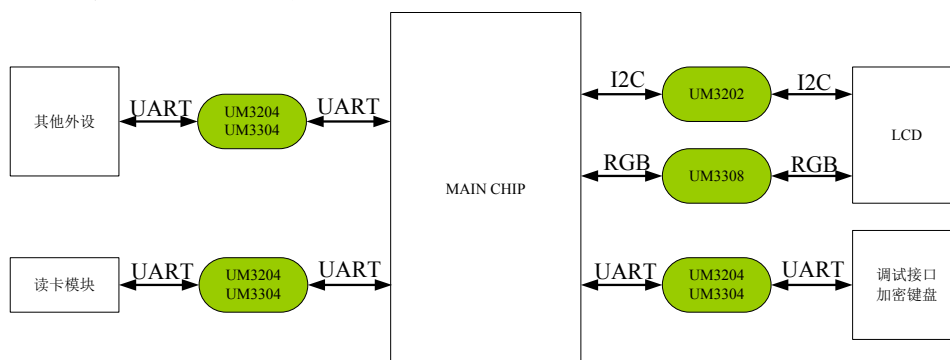 I2C
UM3202
I2C
UART
UM3204
UM3304
UART
其他外设
LCD
RGB
UM3308
RGB
MAIN CHIP
UART
UM3204
UM3304
UART
读卡模块
UART
UM3204
UM3304
UART
调试接口
加密键盘